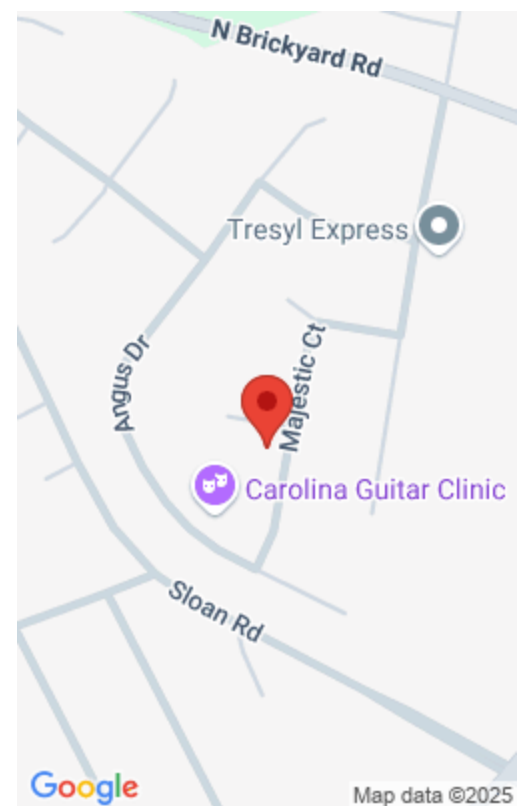 N Brickyard Rd
Tresyl Express
Angus Dr
Majestic Ct
Carolina Guitar Clinic
Sloan Rd
Google
Map data ©2025